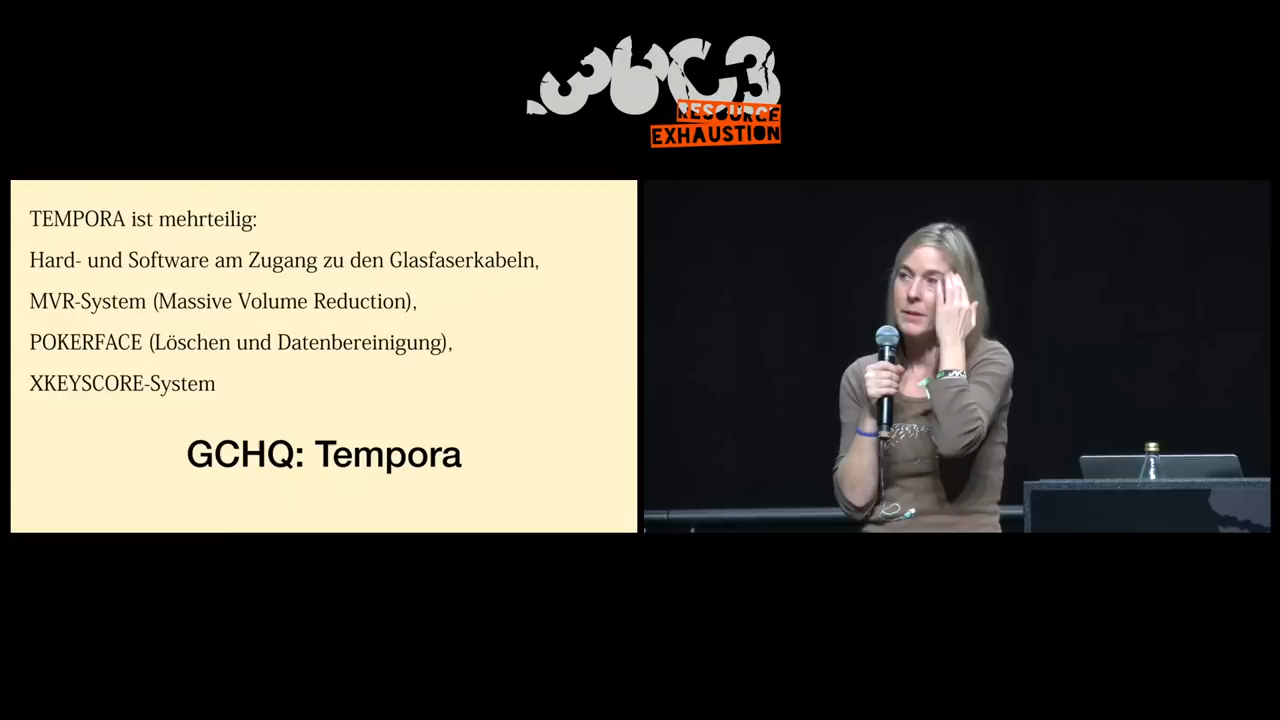 36C3
RESOURCE
EXHAUSTION
TEMPORA ist mehrteilig:
Hard- und Software am Zugang zu den Glasfaserkabeln,
MVR-System (Massive Volume Reduction),
POKERFACE (Löschen und Datenbereinigung),
XKEYSCORE-System
GCHQ: Tempora